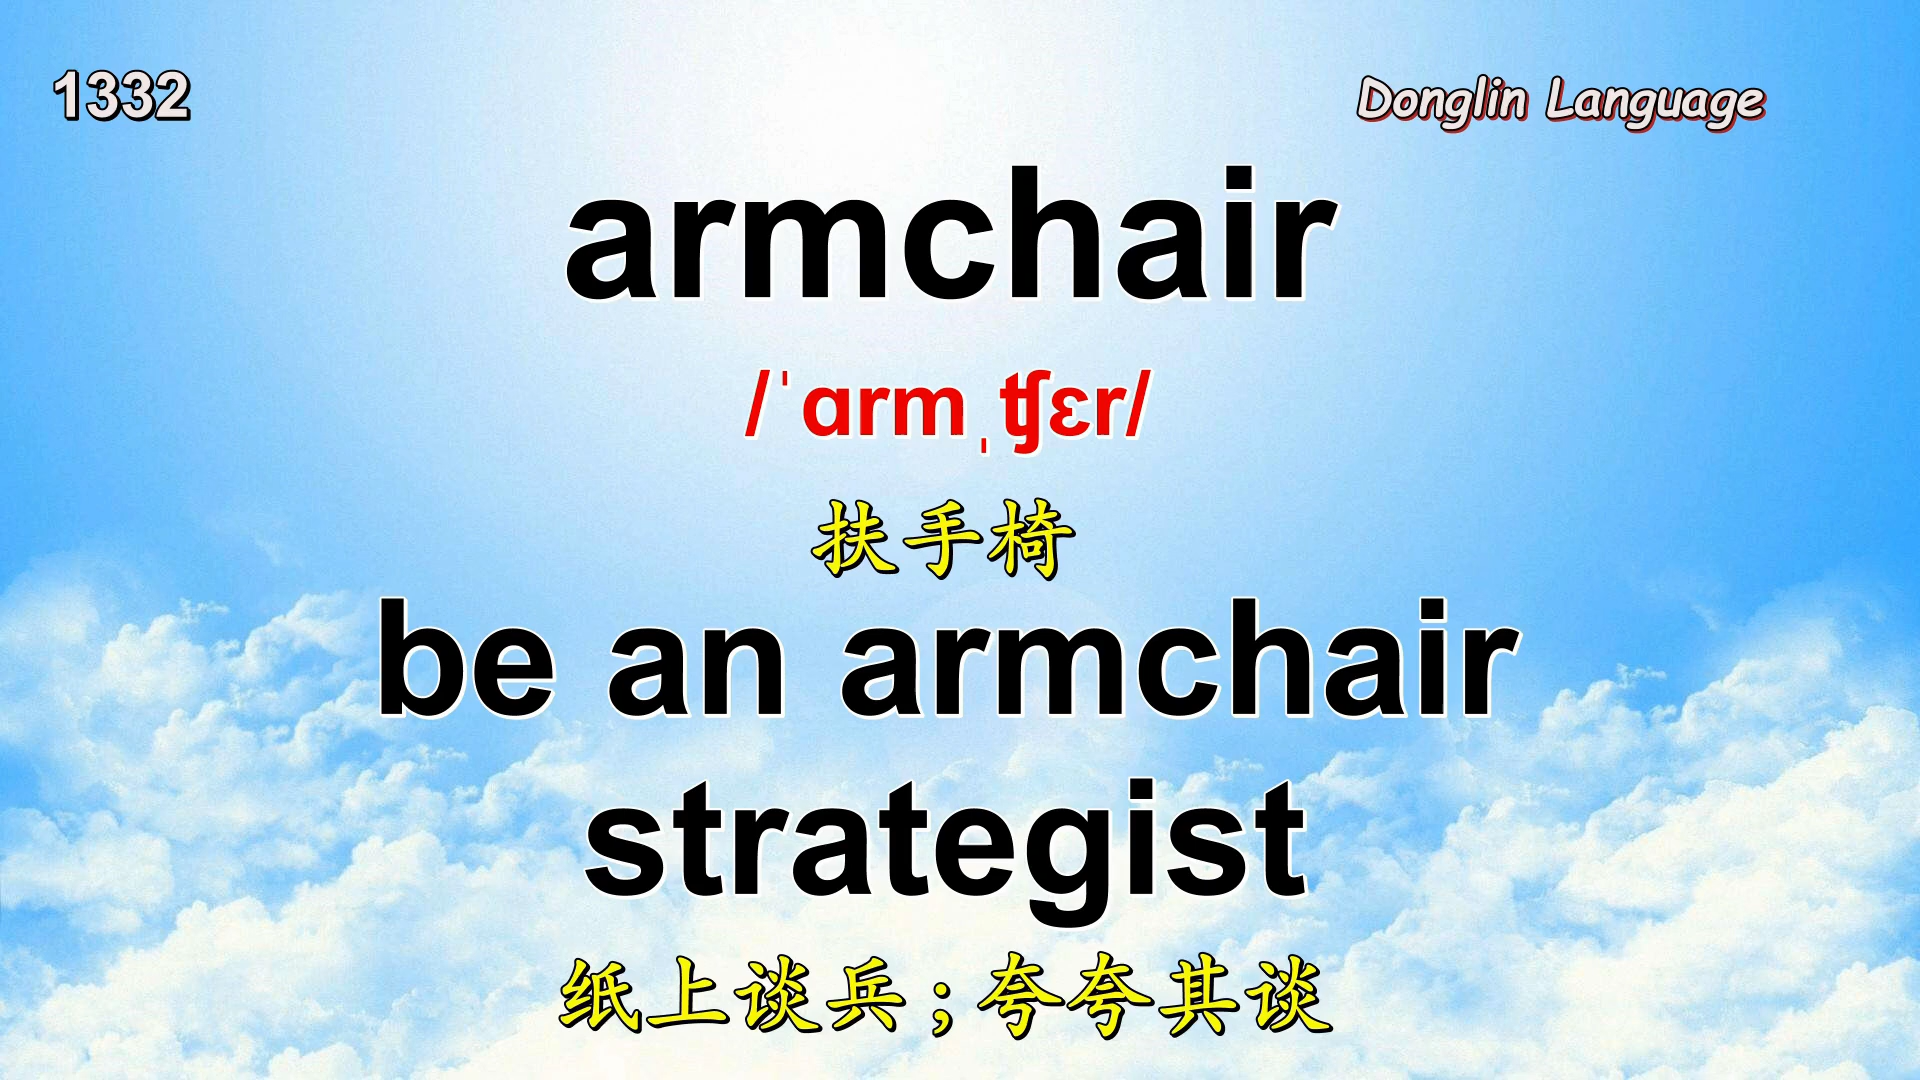 1332
Donglin Language
armchair
/ˈɑrmˌʧɛr/
扶手椅
be an armchair
strategist
纸上谈兵;夸夸其谈